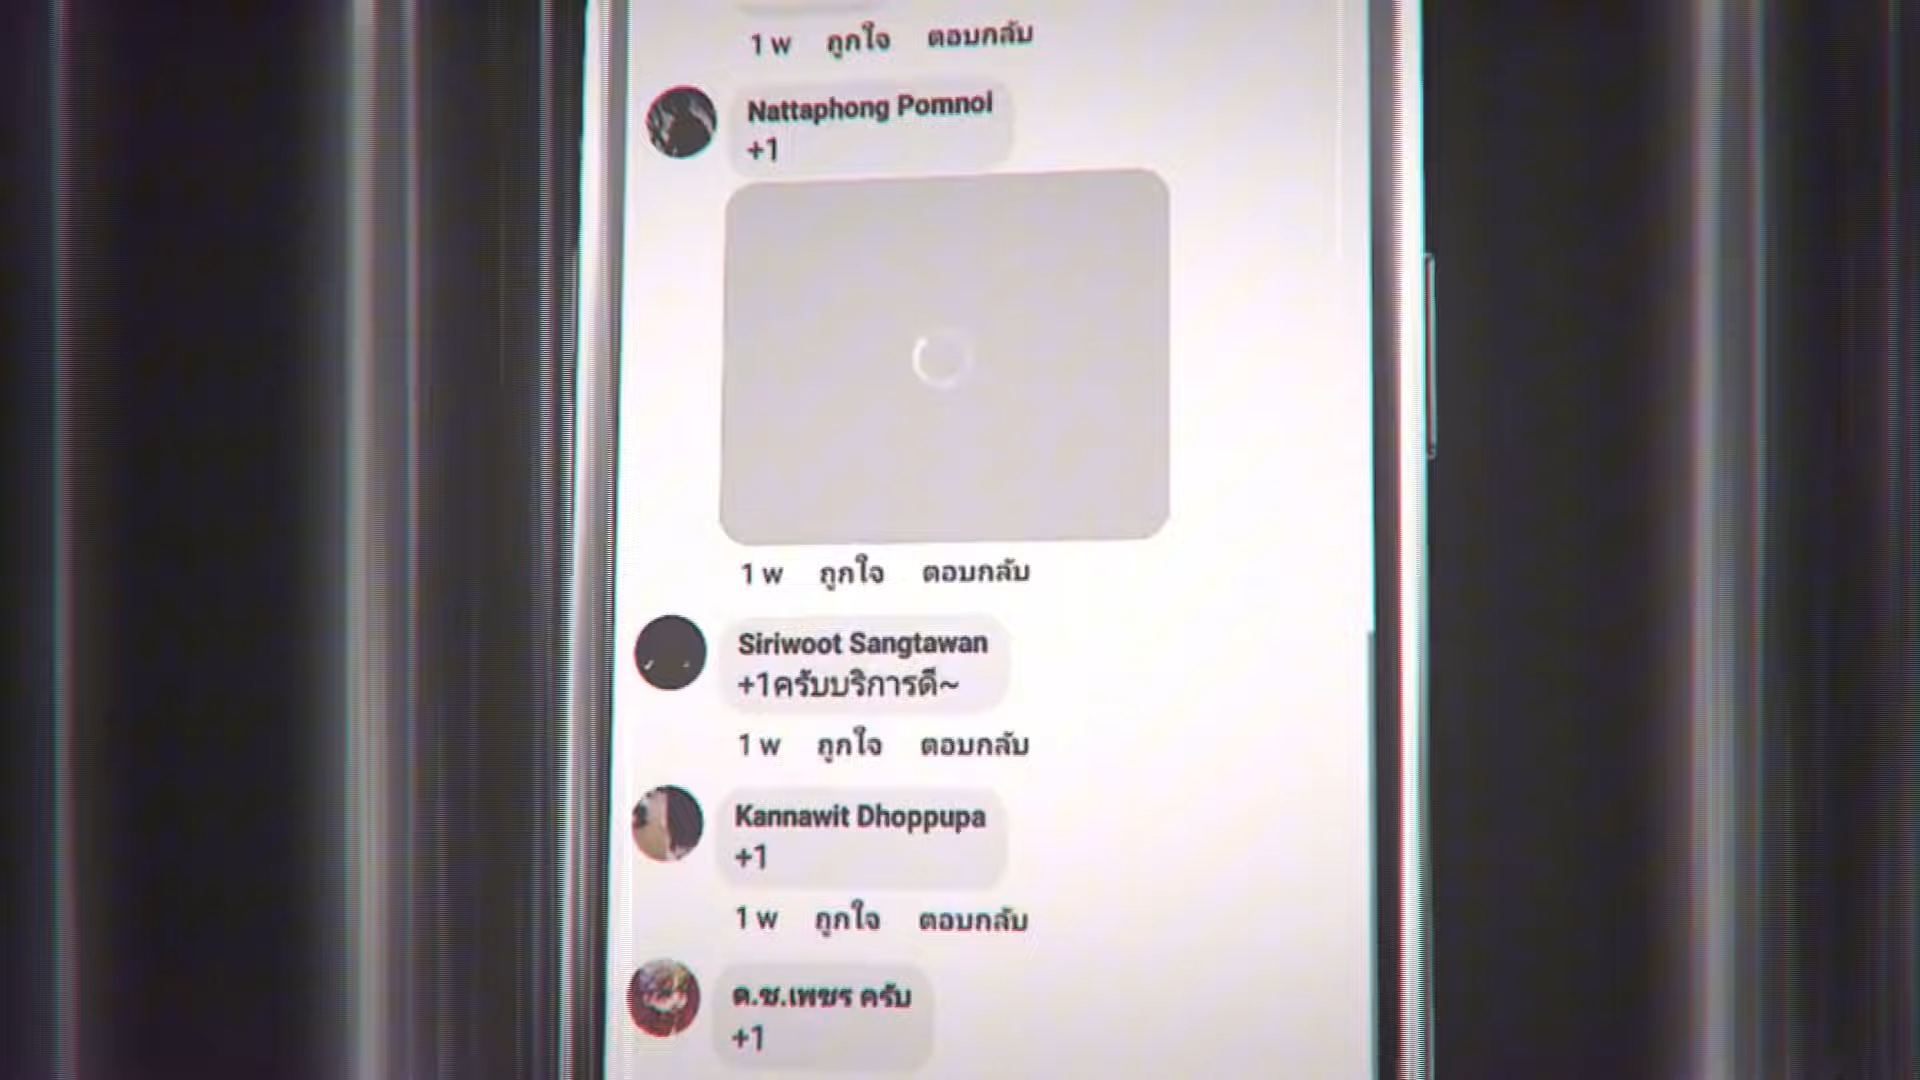 1 w ถูกใจ ตอบกลับ
Nattaphong Pomnoi
+1
1 w ถูกใจ ตอบกลับ
Siriwoot Sangtawan
+1ครับบริการดี~
1 w ถูกใจ ตอบกลับ
Kannawit Dhoppupa
+1
1 w ถูกใจ ตอบกลับ
ด.ช.เพชร ครับ
+1